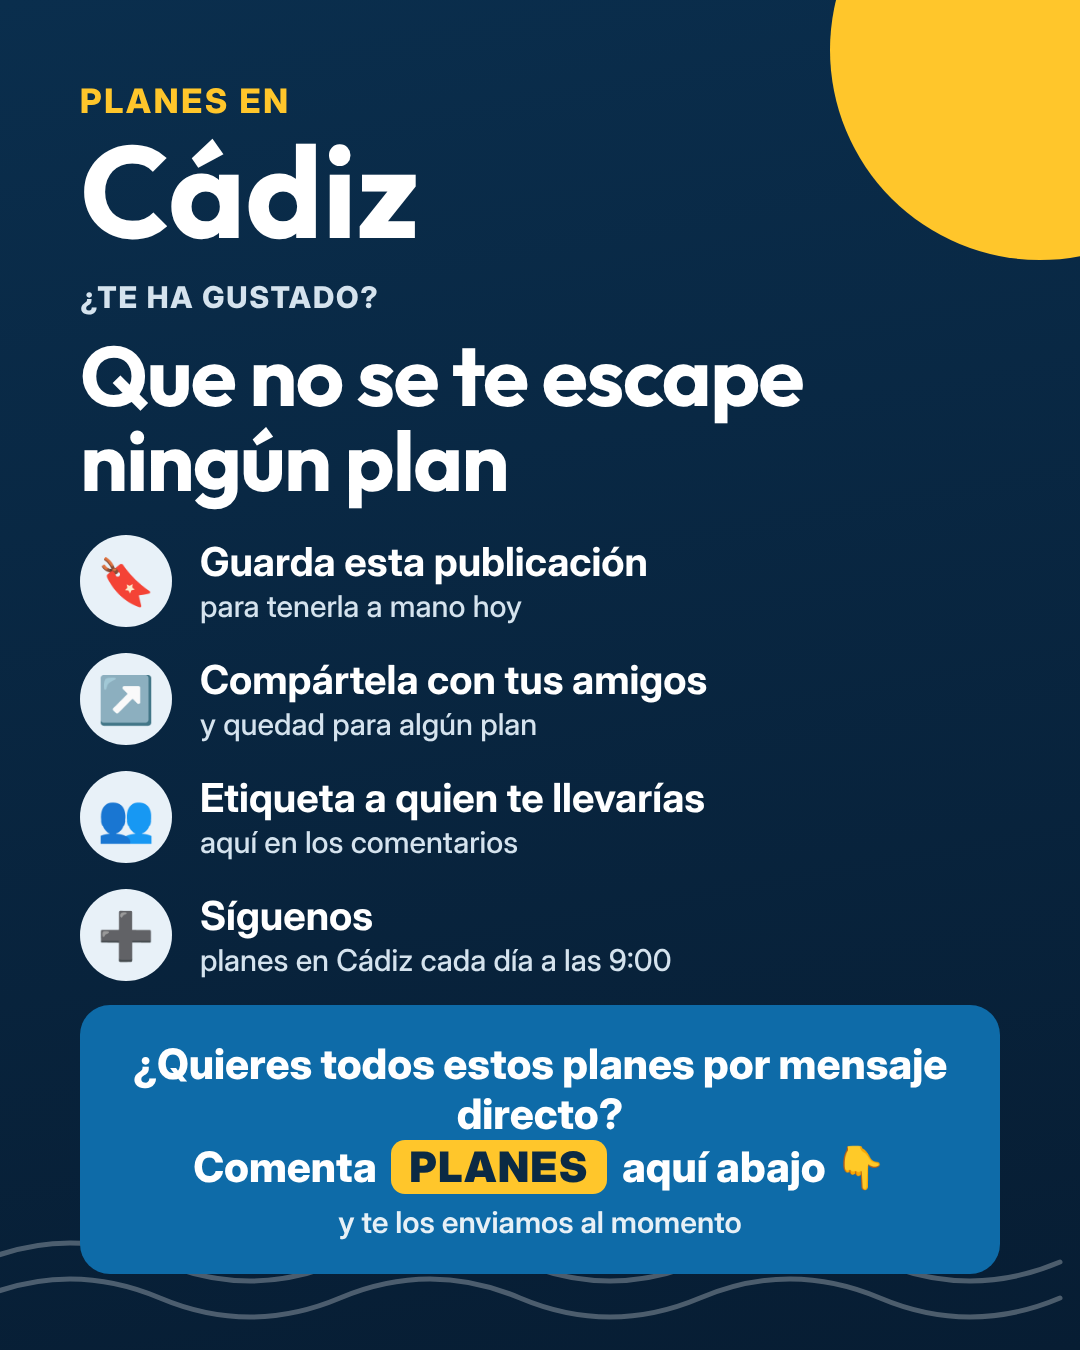 PLANES EN
Cádiz
¿TE HA GUSTADO?
Que no se te escape
ningún plan
Guarda esta publicación
para tenerla a mano hoy
Compártela con tus amigos
y quedad para algún plan
Etiqueta a quien te llevarías
aquí en los comentarios
Síguenos
planes en Cádiz cada día a las 9:00
¿Quieres todos estos planes por mensaje
directo?
Comenta PLANES aquí abajo 👇
y te los enviamos al momento